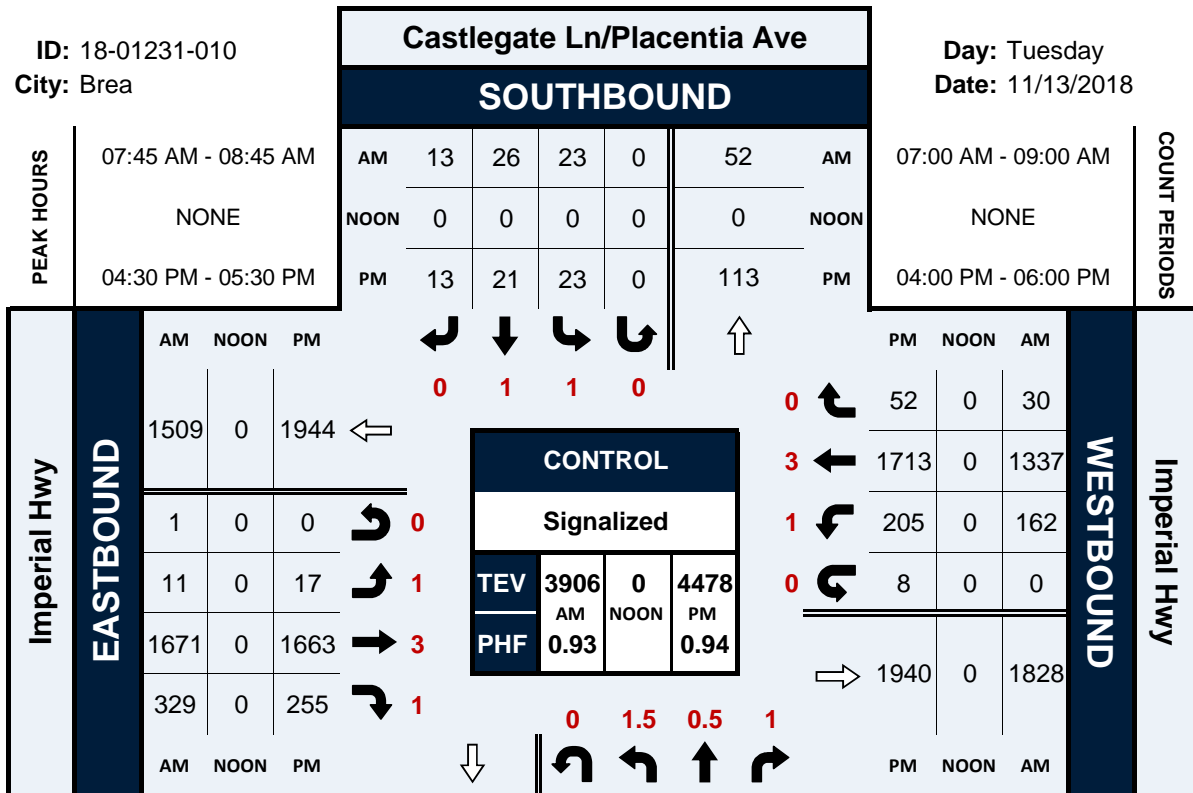 Castlegate Ln/Placentia Ave
SOUTHBOUND
ID: 18-01231-010
City: Brea
Day: Tuesday
Date: 11/13/2018
PEAK HOURS
07:45 AM - 08:45 AM
NONE
04:30 PM - 05:30 PM
AM 13 26 23 0 52 AM
NOON 0 0 0 0 0 NOON
PM 13 21 23 0 113 PM
07:00 AM - 09:00 AM
NONE
04:00 PM - 06:00 PM
COUNT PERIODS
0 1 1 0
Imperial Hwy
EASTBOUND
AM NOON PM
1509 0 1944
1 0 0 0
11 0 17 1
1671 0 1663 3
329 0 255 1
AM NOON PM
CONTROL
Signalized
TEV 3906 0 4478
AM NOON PM
PHF 0.93 0.94
PM NOON AM
0 52 0 30
3 1713 0 1337
1 205 0 162
0 8 0 0
1940 0 1828
PM NOON AM
WESTBOUND
Imperial Hwy
0 1.5 0.5 1